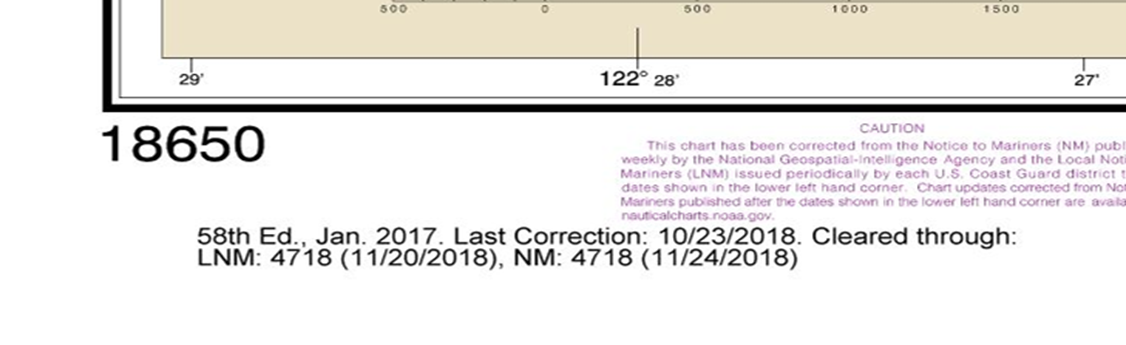 500 0 500 1000 1500
29' 122° 28' 27'
18650
CAUTION
This chart has been corrected from the Notice to Mariners (NM)
weekly by the National Geospatial-Intelligence Agency and the Local
Mariners (LNM) issued periodically by each U.S. Coast Guard district
dates shown in the lower left hand corner. Chart updates corrected from
Mariners published after the dates shown in the lower left hand corner are
nauticalcharts.noaa.gov.
58th Ed., Jan. 2017. Last Correction: 10/23/2018. Cleared through:
LNM: 4718 (11/20/2018), NM: 4718 (11/24/2018)